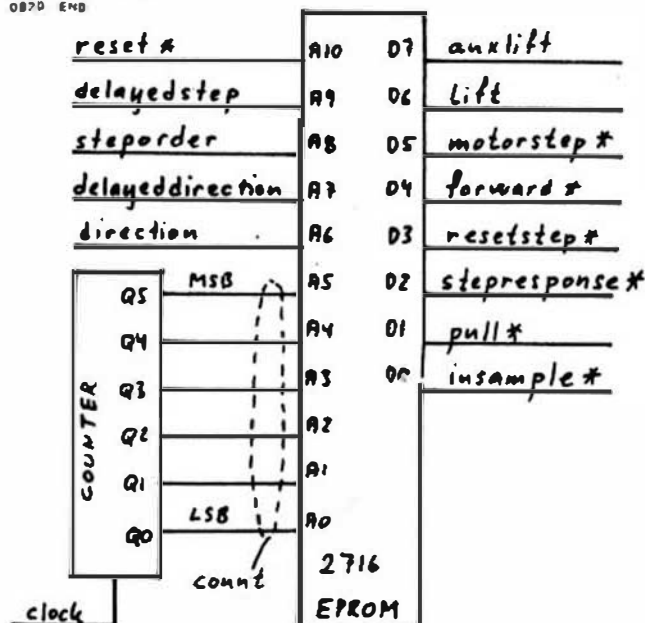 0870 END
reset * A10 D7 auxlift
delayedstep A9 D6 Lift
steporder A8 D5 motorstep *
delayeddirection A7 D4 forward *
direction A6 D3 resetstep *
Q5 MSB A5 D2 stepresponse *
Q4 A4 D1 pull *
Q3 A3 D0 insample *
COUNTER
Q2 A2
Q1 A1
Q0 LSB A0
count
2716
EPROM
clock